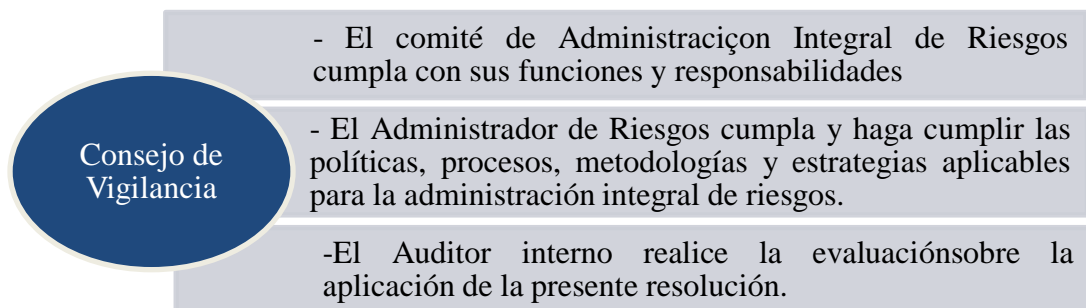 Consejo de
Vigilancia
- El comité de Administraciçon Integral de Riesgos
cumpla con sus funciones y responsabilidades
- El Administrador de Riesgos cumpla y haga cumplir las
políticas, procesos, metodologías y estrategias aplicables
para la administración integral de riesgos.
-El Auditor interno realice la evaluaciónsobre la
aplicación de la presente resolución.